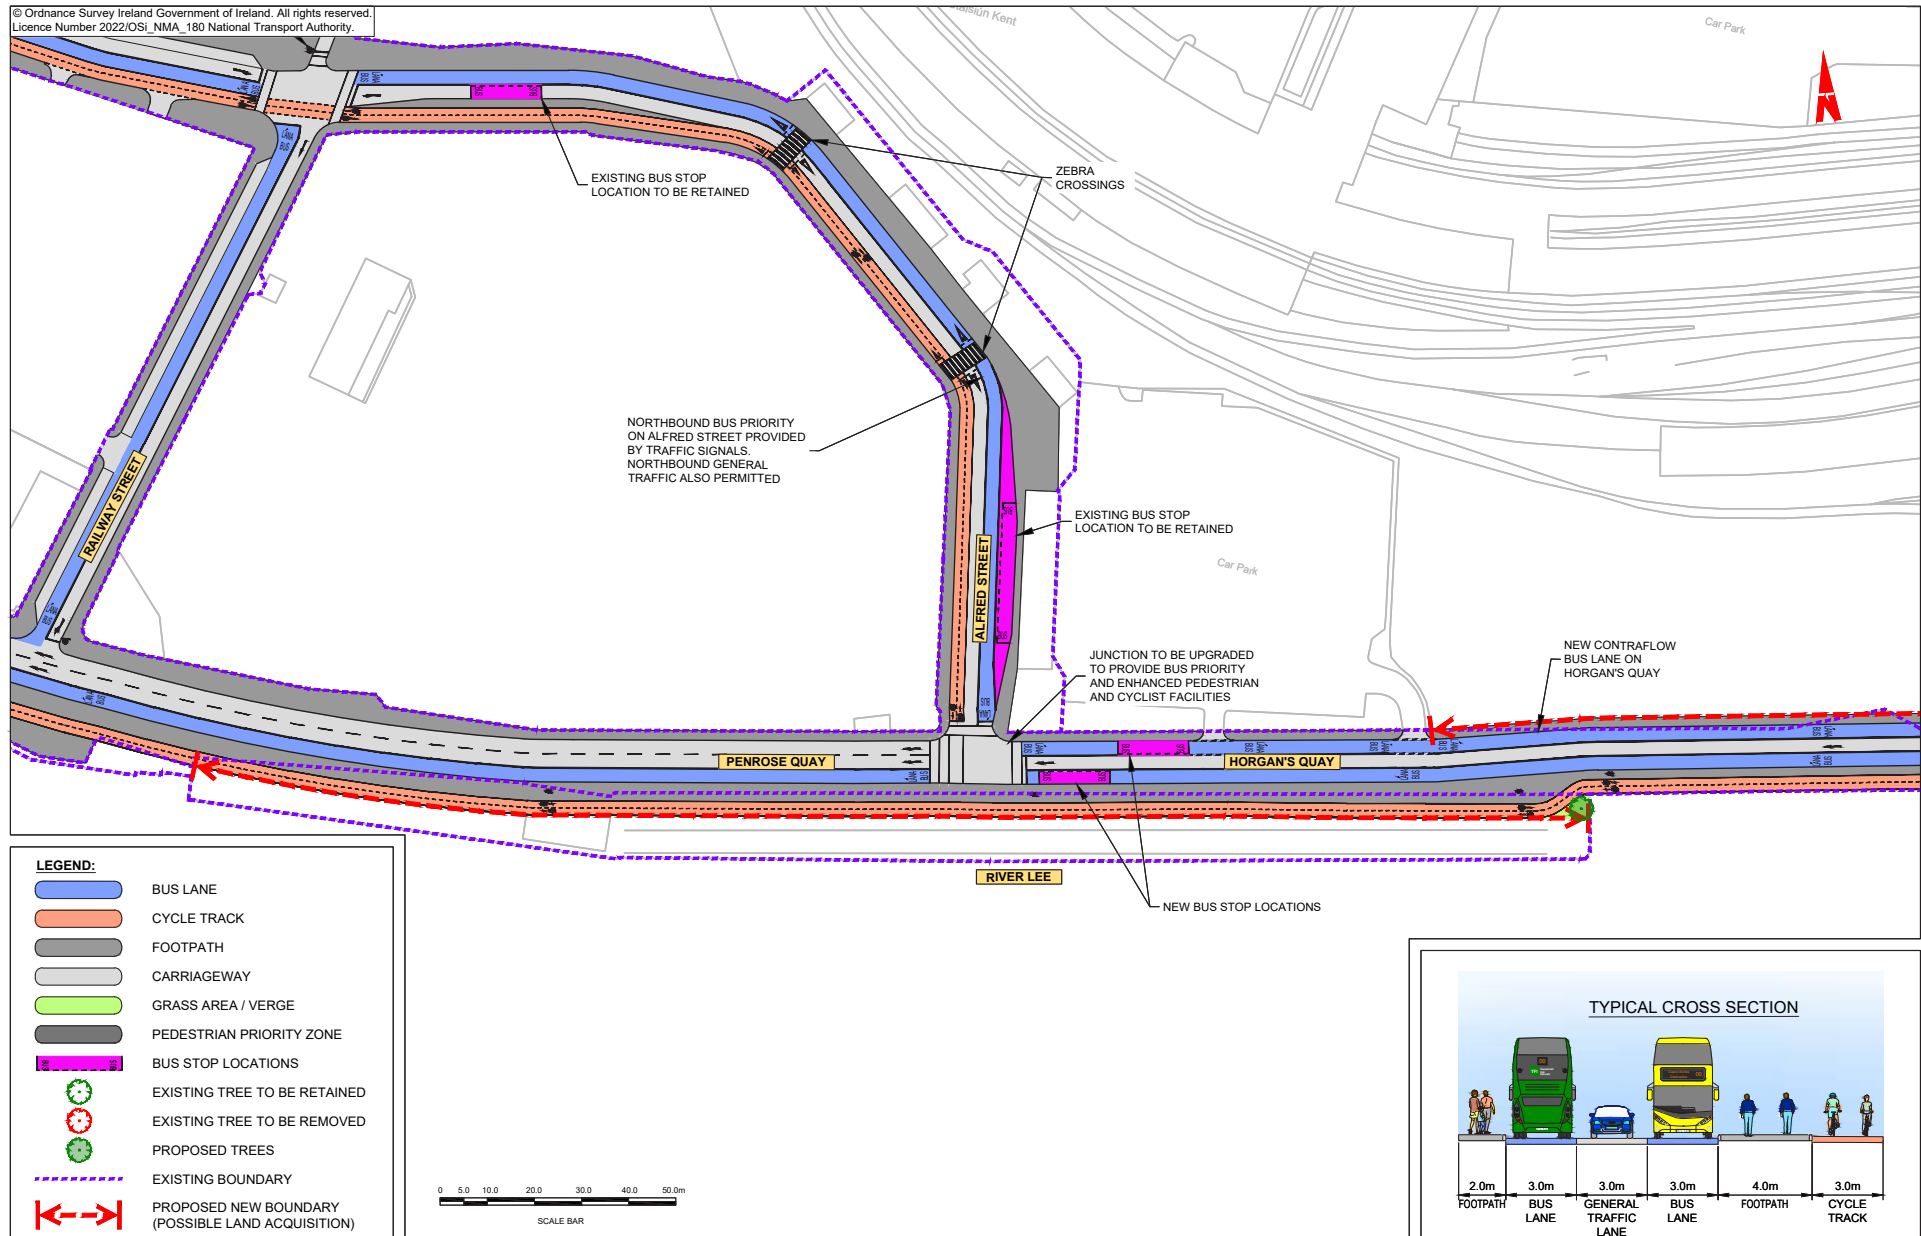 © Ordnance Survey Ireland Government of Ireland. All rights reserved.
Licence Number 2022/OSi_NMA_180 National Transport Authority.
Kent
Car Park
N
EXISTING BUS STOP
LOCATION TO BE RETAINED
ZEBRA
CROSSINGS
NORTHBOUND BUS PRIORITY
ON ALFRED STREET PROVIDED
BY TRAFFIC SIGNALS.
NORTHBOUND GENERAL
TRAFFIC ALSO PERMITTED
RAILWAY STREET
EXISTING BUS STOP
LOCATION TO BE RETAINED
ALFRED STREET
Car Park
JUNCTION TO BE UPGRADED
TO PROVIDE BUS PRIORITY
AND ENHANCED PEDESTRIAN
AND CYCLIST FACILITIES
NEW CONTRAFLOW
BUS LANE ON
HORGAN'S QUAY
PENROSE QUAY
HORGAN'S QUAY
RIVER LEE
NEW BUS STOP LOCATIONS
LEGEND:
BUS LANE
CYCLE TRACK
FOOTPATH
CARRIAGEWAY
GRASS AREA / VERGE
PEDESTRIAN PRIORITY ZONE
BUS STOP LOCATIONS
EXISTING TREE TO BE RETAINED
EXISTING TREE TO BE REMOVED
PROPOSED TREES
EXISTING BOUNDARY
PROPOSED NEW BOUNDARY
(POSSIBLE LAND ACQUISITION)
0 5.0 10.0 20.0 30.0 40.0 50.0m
SCALE BAR
TYPICAL CROSS SECTION
2.0m 3.0m 3.0m 3.0m 4.0m 3.0m
FOOTPATH BUS GENERAL BUS FOOTPATH CYCLE
LANE TRAFFIC LANE TRACK
LANE